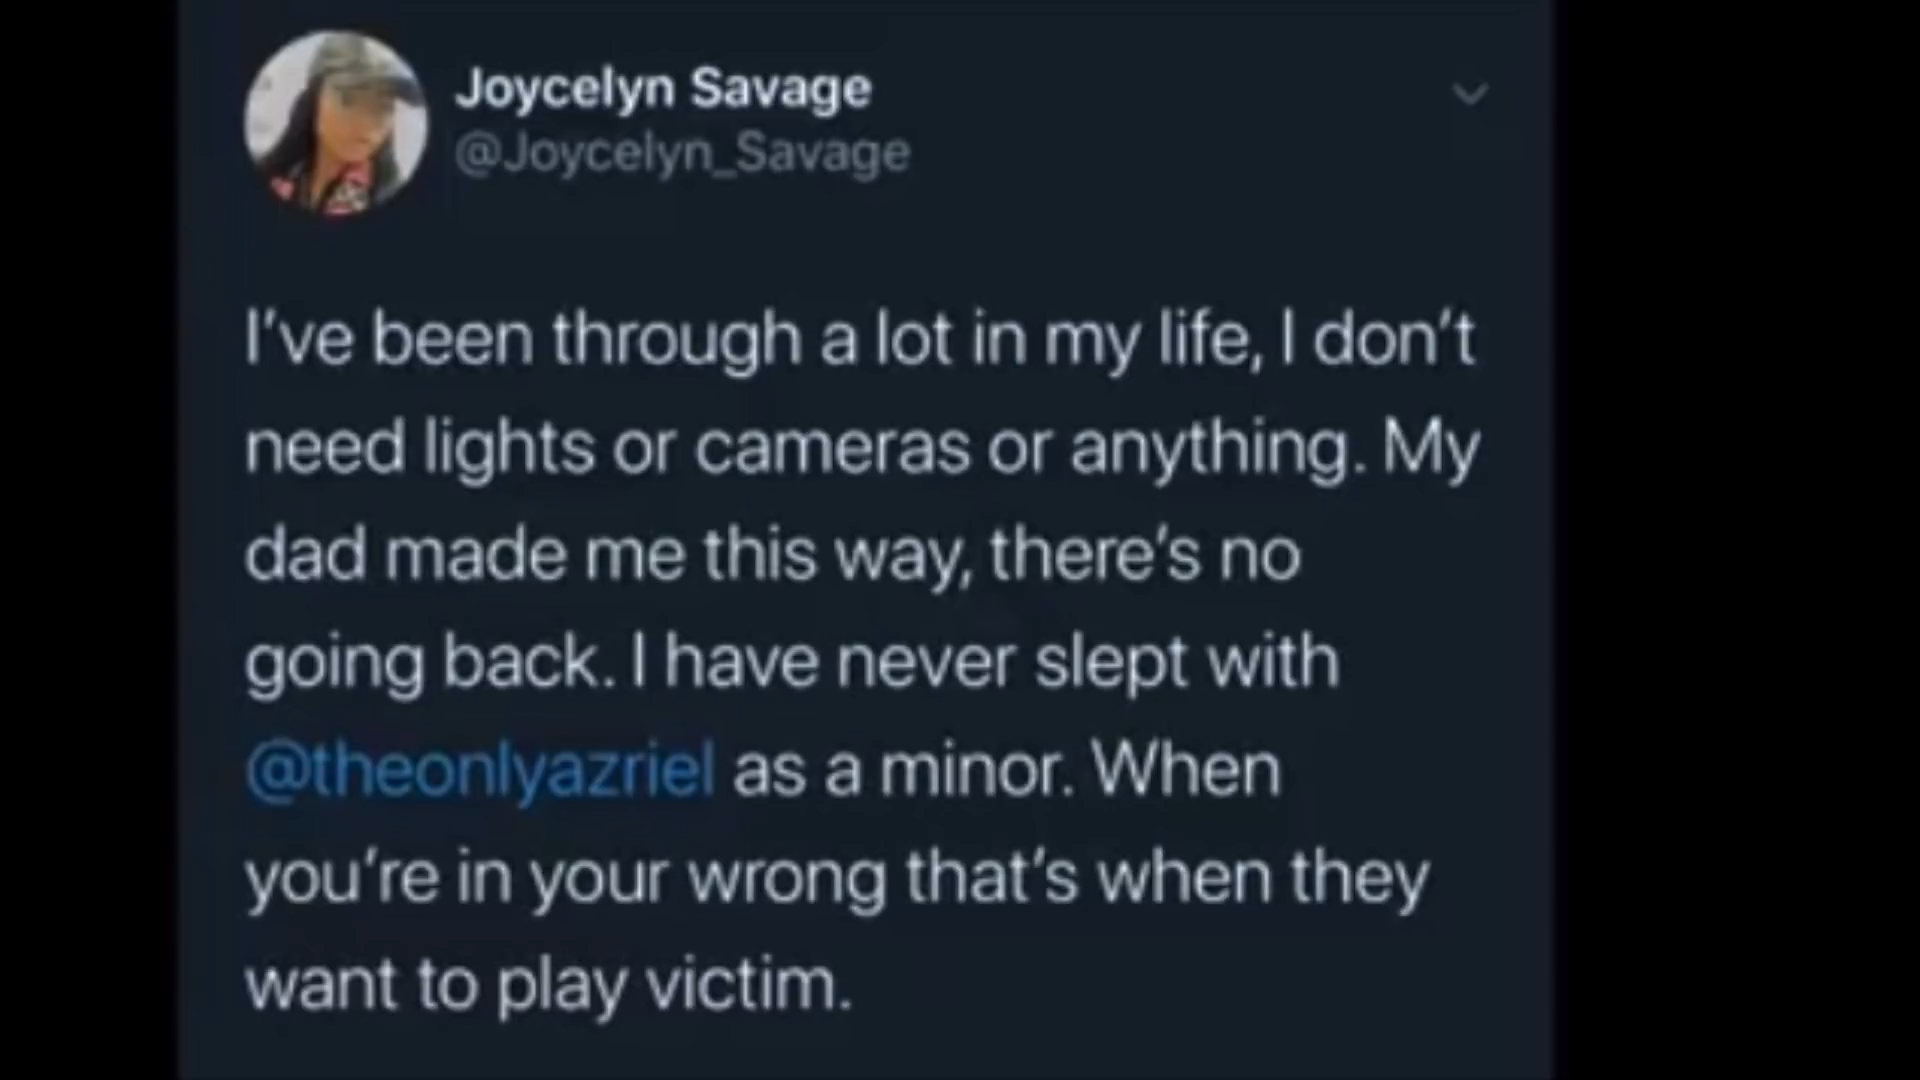 Joycelyn Savage
@Joycelyn_Savage
I've been through a lot in my life, I don't
need lights or cameras or anything. My
dad made me this way, there's no
going back. I have never slept with
@theonlyazriel as a minor. When
you're in your wrong that's when they
want to play victim.